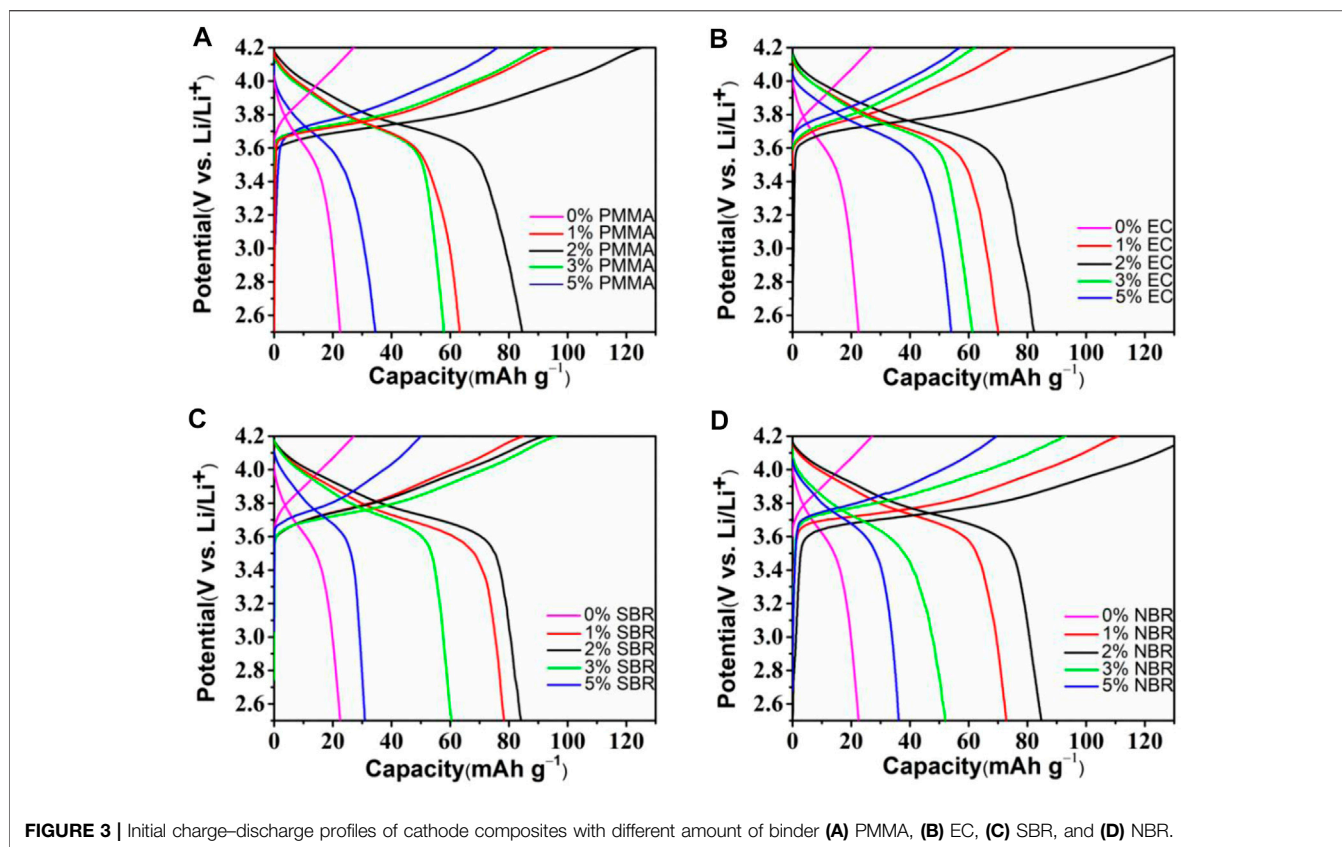 A
4.2
4.0
3.8
3.6
3.4
3.2
3.0
2.8
2.6
Potential(V vs. Li/Li⁺)
0% PMMA
1% PMMA
2% PMMA
3% PMMA
5% PMMA
0 20 40 60 80 100 120
Capacity(mAh g⁻¹)
B
4.2
4.0
3.8
3.6
3.4
3.2
3.0
2.8
2.6
Potential(V vs. Li/Li⁺)
0% EC
1% EC
2% EC
3% EC
5% EC
0 20 40 60 80 100 120
Capacity(mAh g⁻¹)
C
4.2
4.0
3.8
3.6
3.4
3.2
3.0
2.8
2.6
Potential(V vs. Li/Li⁺)
0% SBR
1% SBR
2% SBR
3% SBR
5% SBR
0 20 40 60 80 100 120
Capacity(mAh g⁻¹)
D
4.2
4.0
3.8
3.6
3.4
3.2
3.0
2.8
2.6
Potential(V vs. Li/Li⁺)
0% NBR
1% NBR
2% NBR
3% NBR
5% NBR
0 20 40 60 80 100 120
Capacity(mAh g⁻¹)
FIGURE 3 | Initial charge–discharge profiles of cathode composites with different amount of binder (A) PMMA, (B) EC, (C) SBR, and (D) NBR.